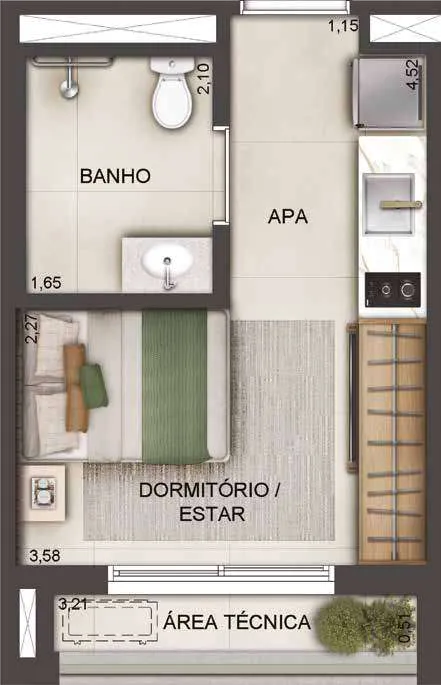 1,15
2,10
4,52
BANHO
APA
1,65
2,27
DORMITÓRIO /
ESTAR
3,58
3,21
ÁREA TÉCNICA
0,51